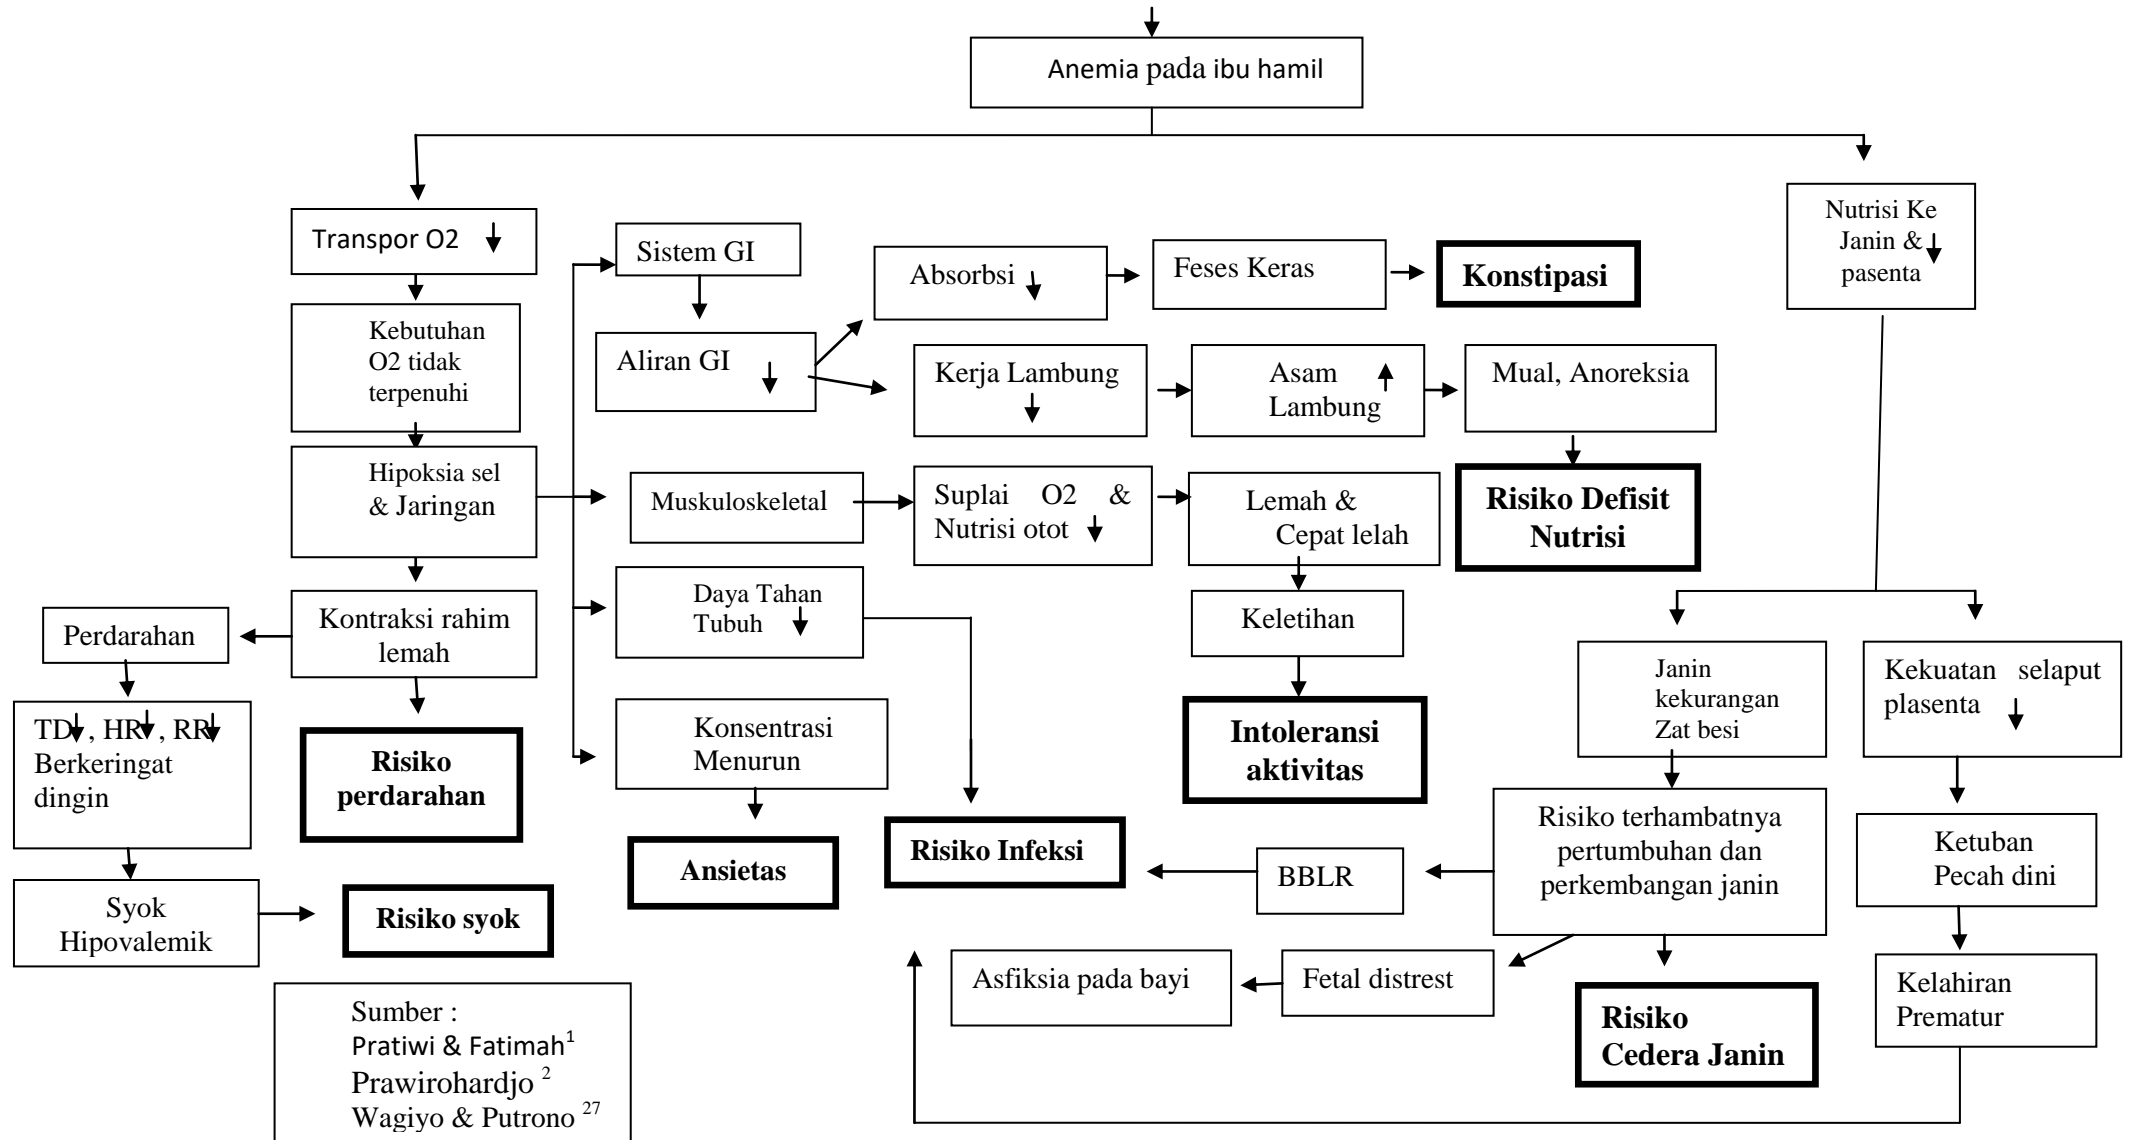 Anemia pada ibu hamil
Transpor O2
Kebutuhan
O2 tidak
terpenuhi
Hipoksia sel
& Jaringan
Kontraksi rahim
lemah
Perdarahan
TD , HR , RR
Berkeringat
dingin
Syok
Hipovalemik
Risiko
perdarahan
Risiko syok
Sumber :
Pratiwi & Fatimah1
Prawirohardjo 2
Wagiyo & Putrono 27
Sistem GI
Aliran GI
Absorbsi
Feses Keras
Konstipasi
Kerja Lambung
Asam
Lambung
Mual, Anoreksia
Risiko Defisit
Nutrisi
Muskuloskeletal
Suplai O2 &
Nutrisi otot
Lemah &
Cepat lelah
Keletihan
Intoleransi
aktivitas
Daya Tahan
Tubuh
Konsentrasi
Menurun
Ansietas
Risiko Infeksi
Nutrisi Ke
Janin &
pasenta
Janin
kekurangan
Zat besi
Kekuatan selaput
plasenta
Risiko terhambatnya
pertumbuhan dan
perkembangan janin
BBLR
Ketuban
Pecah dini
Asfiksia pada bayi
Fetal distrest
Risiko
Cedera Janin
Kelahiran
Prematur